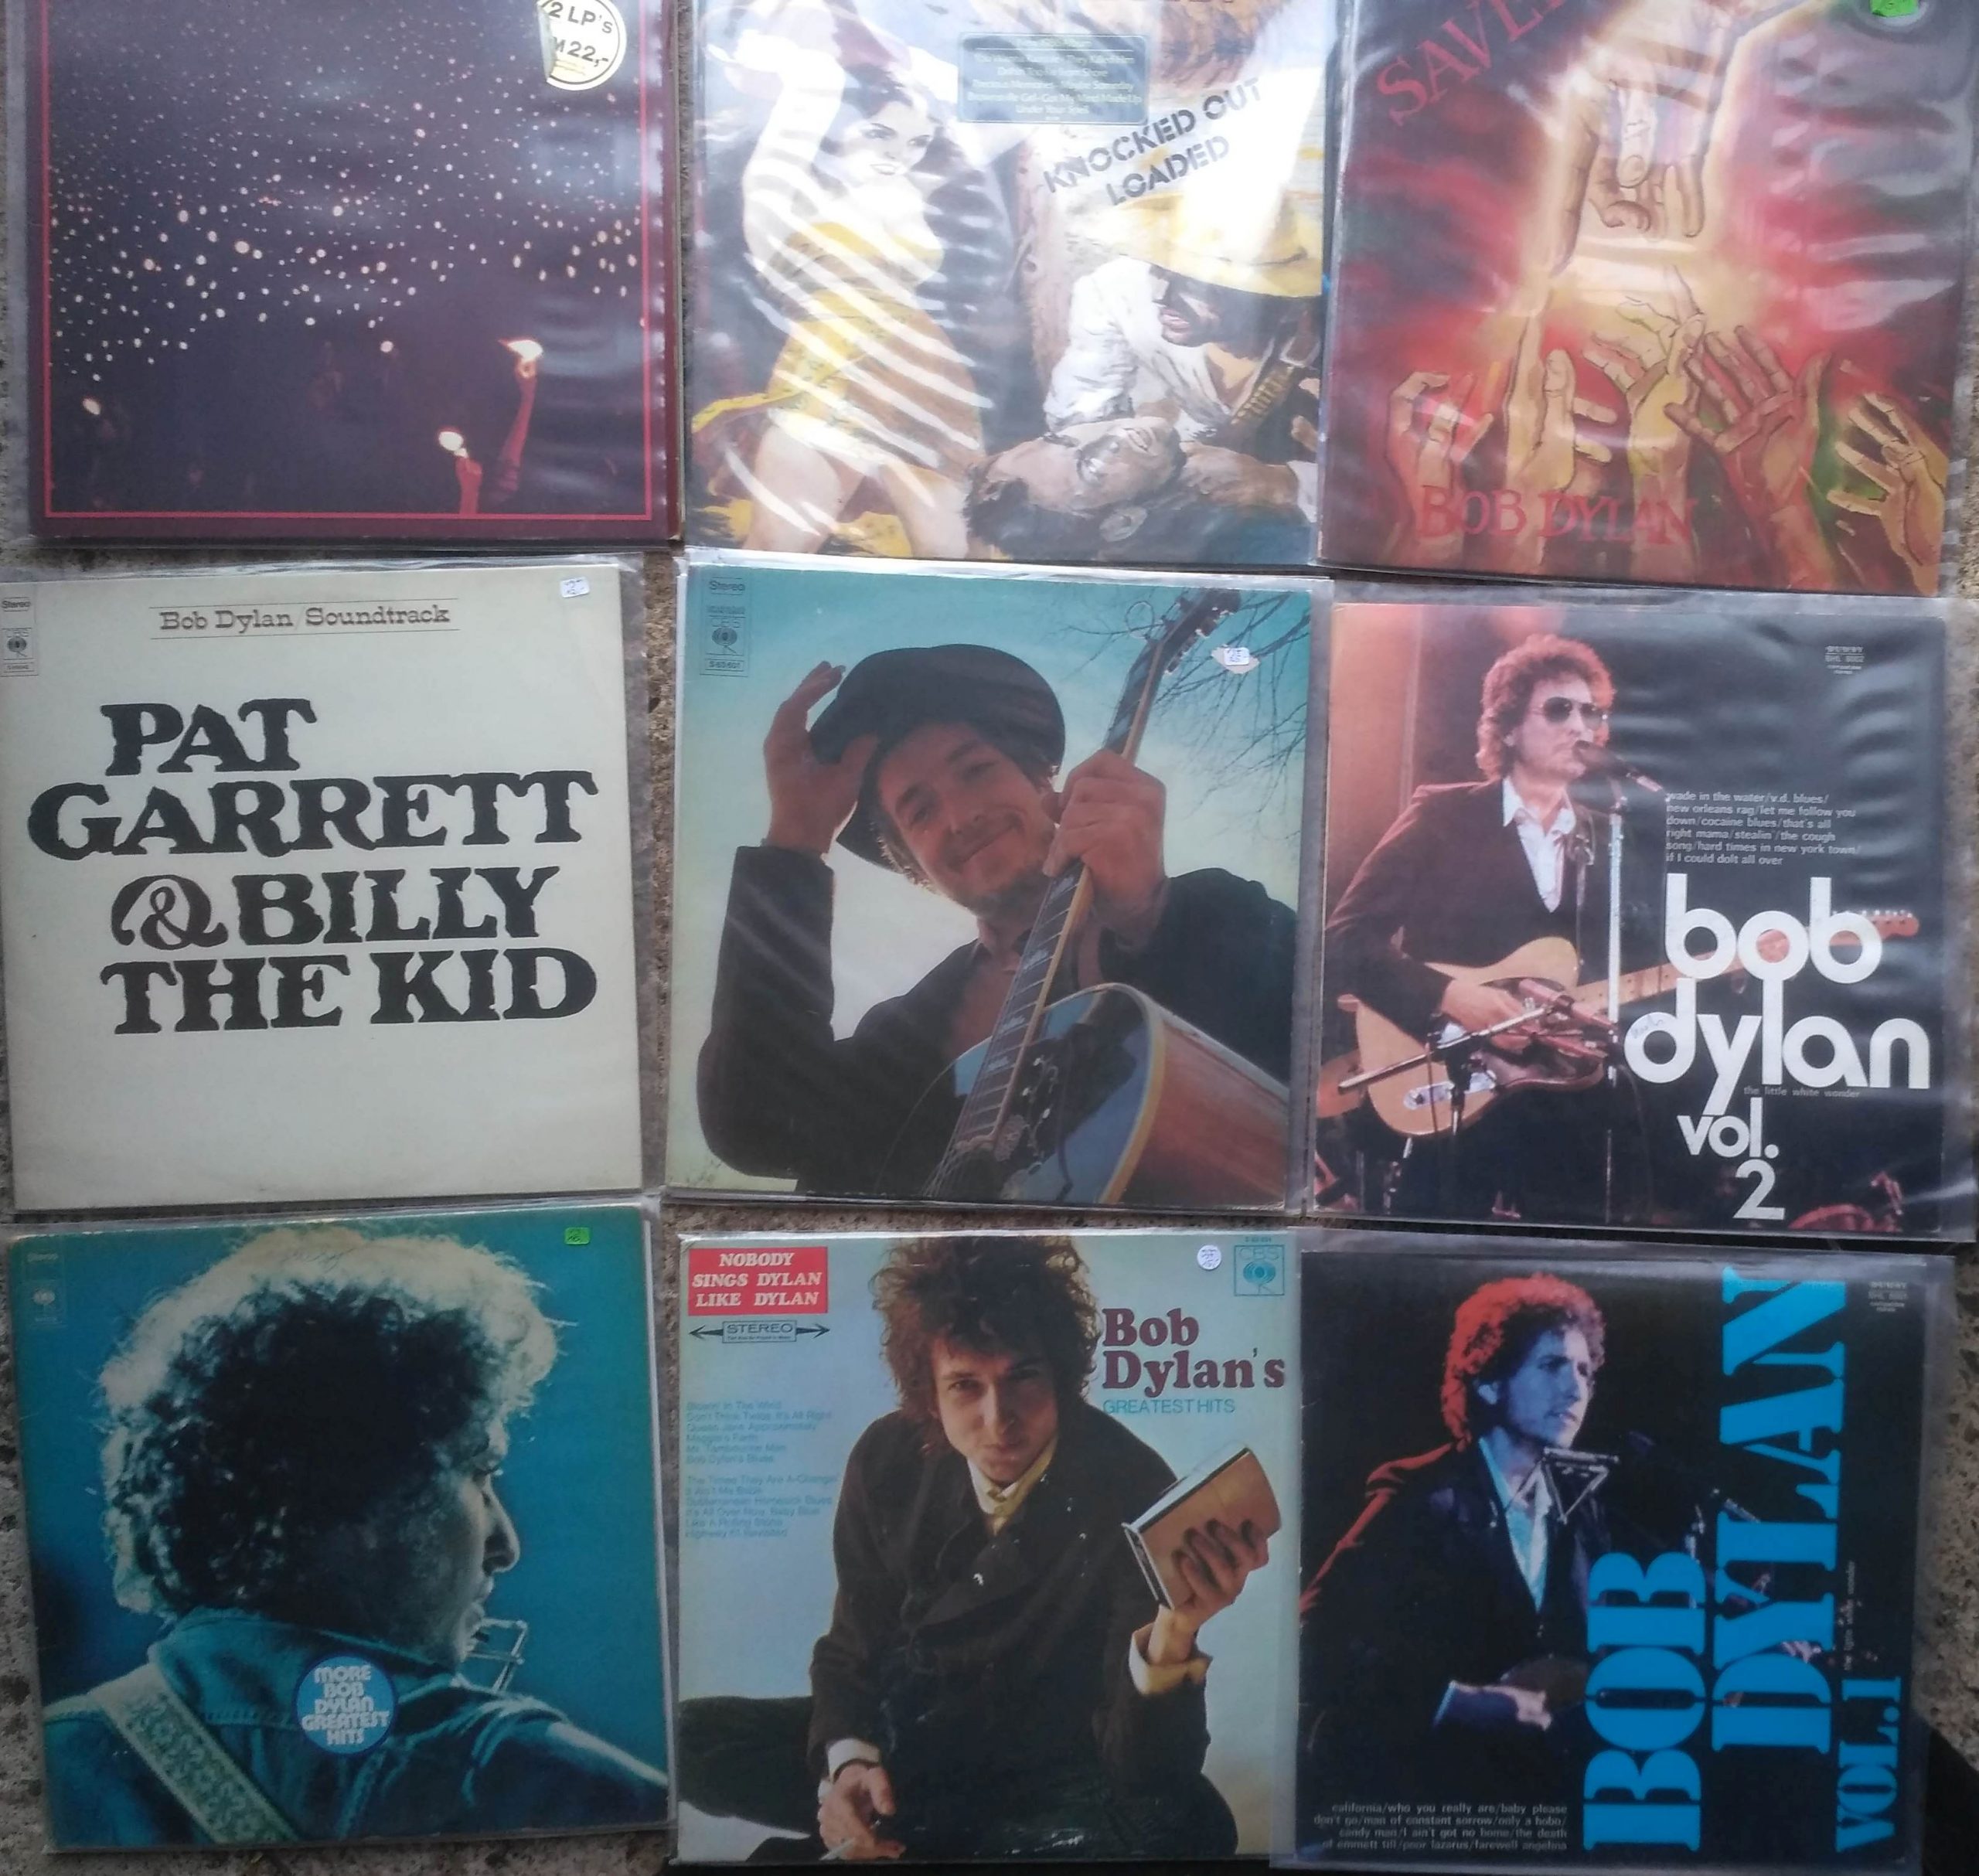 2 LP's
M 22,-
KNOCKED OUT
LOADED
SAVE
BOB DYLAN
Stereo
CBS
Bob Dylan/Soundtrack
PAT
GARRETT
& BILLY
THE KID
Stereo
CBS
S 63601
wade in the water/v.d. blues/
new orleans rag/let me follow you
down/cocaine blues/that's all
right mama/stealin'/the cough
song/hard times in new york town/
if I could doit all over
bob
dylan
the little white wonder
vol.
2
Stereo
MORE
BOB
DYLAN
GREATEST
HITS
NOBODY
SINGS DYLAN
LIKE DYLAN
STEREO
CBS
Bob
Dylan's
GREATEST HITS
Blowin' In The Wind
Don't Think Twice, It's All Right
Queen Jane Approximately
Maggie's Farm
Mr. Tambourine Man
Bob Dylan's Blues
The Times They Are A-Changin'
It Ain't Me Babe
Subterranean Homesick Blues
It's All Over Now, Baby Blue
Like A Rolling Stone
Highway 61 Revisited
BOB
DYLAN
VOL.1
california/who you really are/baby please
don't go/man of constant sorrow/only a hobo/
candy man/I ain't got no home/the death
of emmett till/poor lazarus/farewell angelina